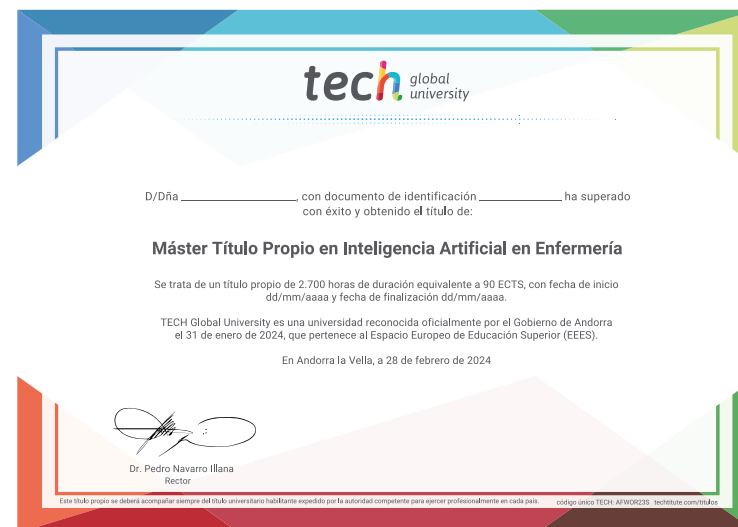 tech global university
D/Dña ____________, con documento de identificación ____________ ha superado
con éxito y obtenido el título de:
Máster Título Propio en Inteligencia Artificial en Enfermería
Se trata de un título propio de 2.700 horas de duración equivalente a 90 ECTS, con fecha de inicio
dd/mm/aaaa y fecha de finalización dd/mm/aaaa.
TECH Global University es una universidad reconocida oficialmente por el Gobierno de Andorra
el 31 de enero de 2024, que pertenece al Espacio Europeo de Educación Superior (EEES).
En Andorra la Vella, a 28 de febrero de 2024
Dr. Pedro Navarro Illana
Rector
Este título propio se deberá acompañar siempre del título universitario habilitante expedido por la autoridad competente para ejercer profesionalmente en cada país. código único TECH: AFWOR23S techtitute.com/titulos